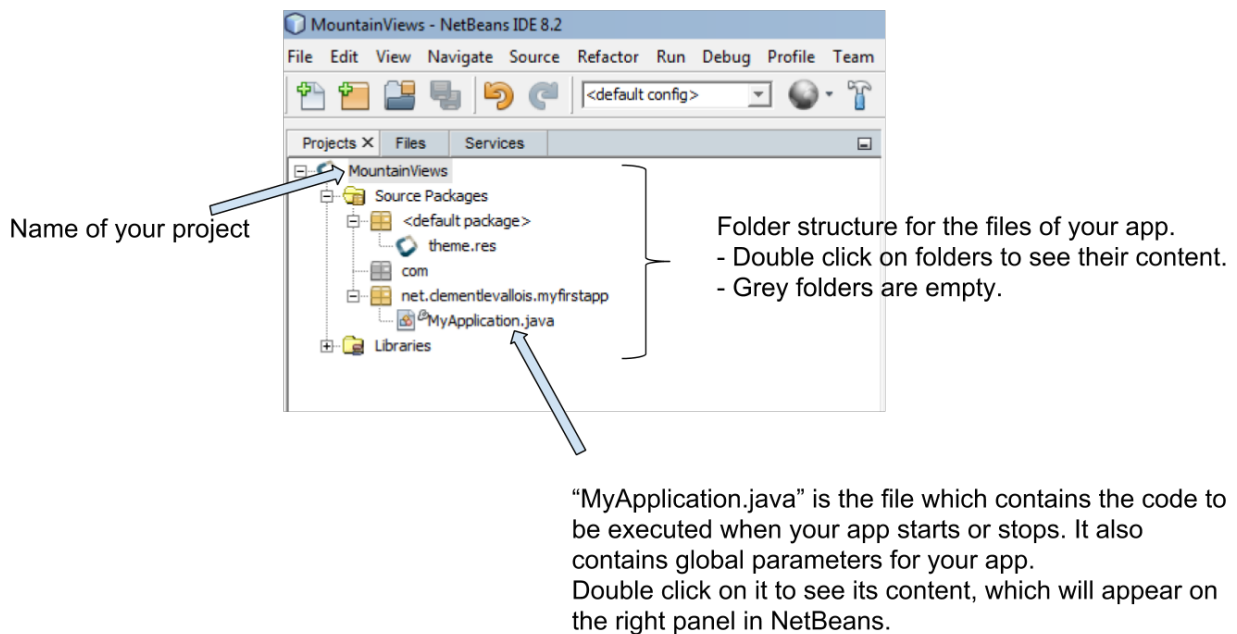 MountainViews - NetBeans IDE 8.2
File Edit View Navigate Source Refactor Run Debug Profile Team
<default config>
Projects X Files Services
MountainViews
Source Packages
<default package>
theme.res
com
net.clementlevallois.myfirstapp
MyApplication.java
Libraries
Name of your project
Folder structure for the files of your app.
- Double click on folders to see their content.
- Grey folders are empty.
“MyApplication.java” is the file which contains the code to
be executed when your app starts or stops. It also
contains global parameters for your app.
Double click on it to see its content, which will appear on
the right panel in NetBeans.